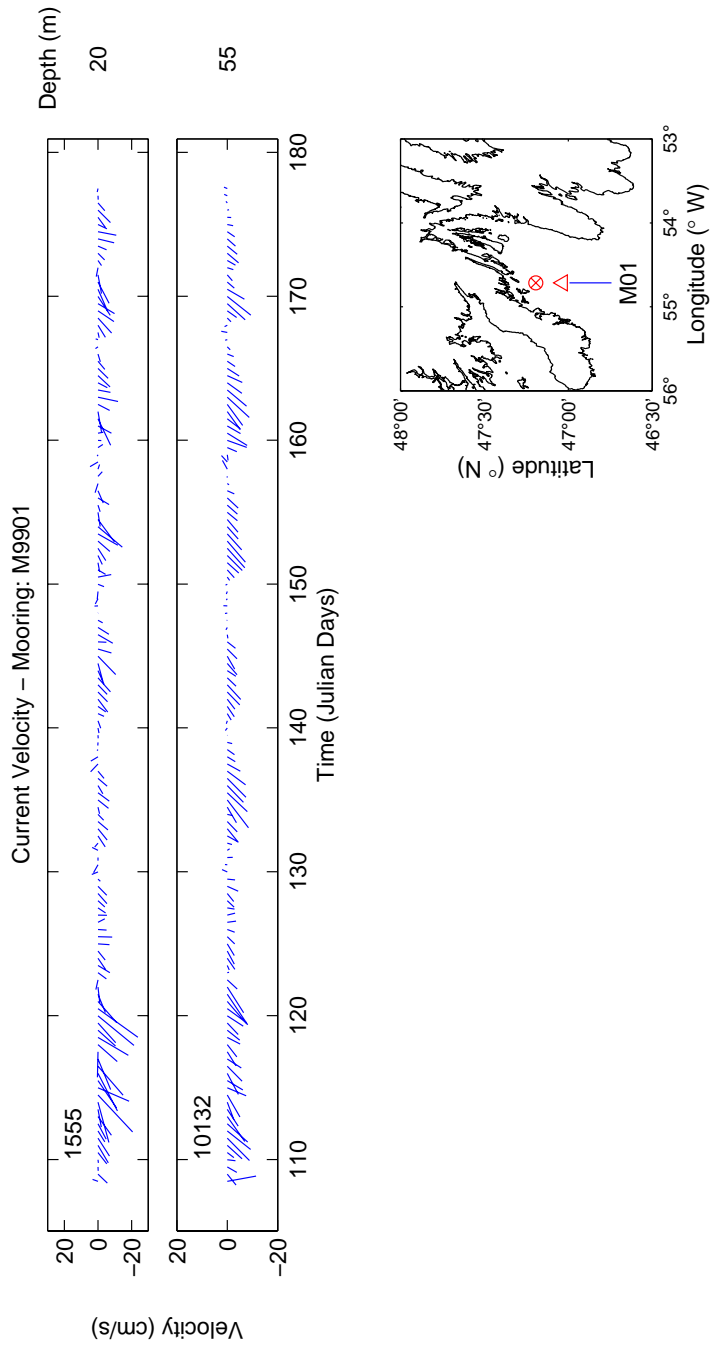 Current Velocity – Mooring: M9901
Depth (m)
1555
20
20
0
−20
10132
55
20
0
−20
Velocity (cm/s)
110 120 130 140 150 160 170 180
Time (Julian Days)
48°00'
47°30'
47°00'
46°30'
Latitude (° N)
M01
56° 55° 54° 53°
Longitude (° W)